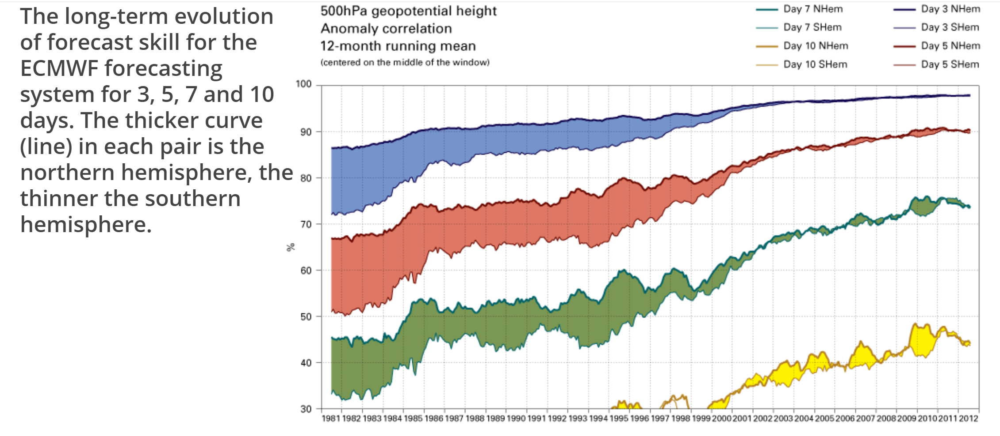 The long-term evolution
of forecast skill for the
ECMWF forecasting
system for 3, 5, 7 and 10
days. The thicker curve
(line) in each pair is the
northern hemisphere, the
thinner the southern
hemisphere.
500hPa geopotential height
Anomaly correlation
12-month running mean
(centered on the middle of the window)
Day 7 NHem
Day 7 SHem
Day 10 NHem
Day 10 SHem
Day 3 NHem
Day 3 SHem
Day 5 NHem
Day 5 SHem
%
100
90
80
70
60
50
40
30
1981 1982 1983 1984 1985 1986 1987 1988 1989 1990 1991 1992 1993 1994 1995 1996 1997 1998 1999 2000 2001 2002 2003 2004 2005 2006 2007 2008 2009 2010 2011 2012